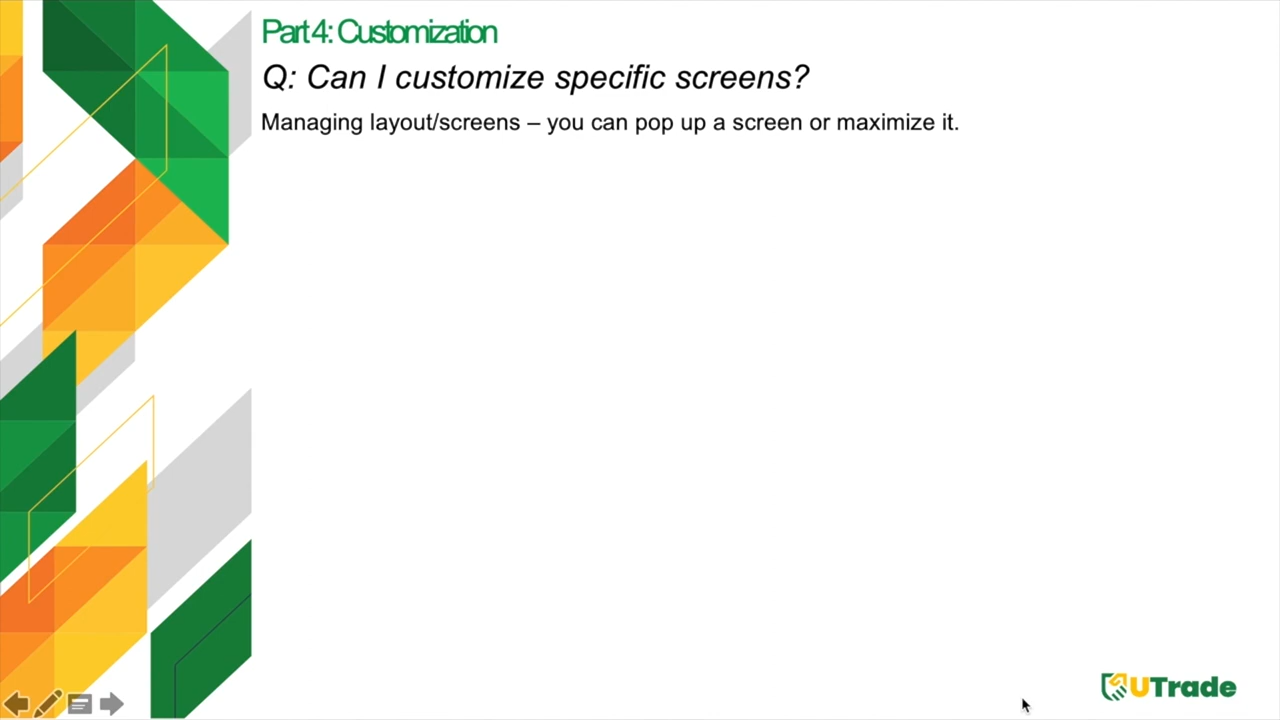 Part 4: Customization
Q: Can I customize specific screens?
Managing layout/screens – you can pop up a screen or maximize it.
UTrade